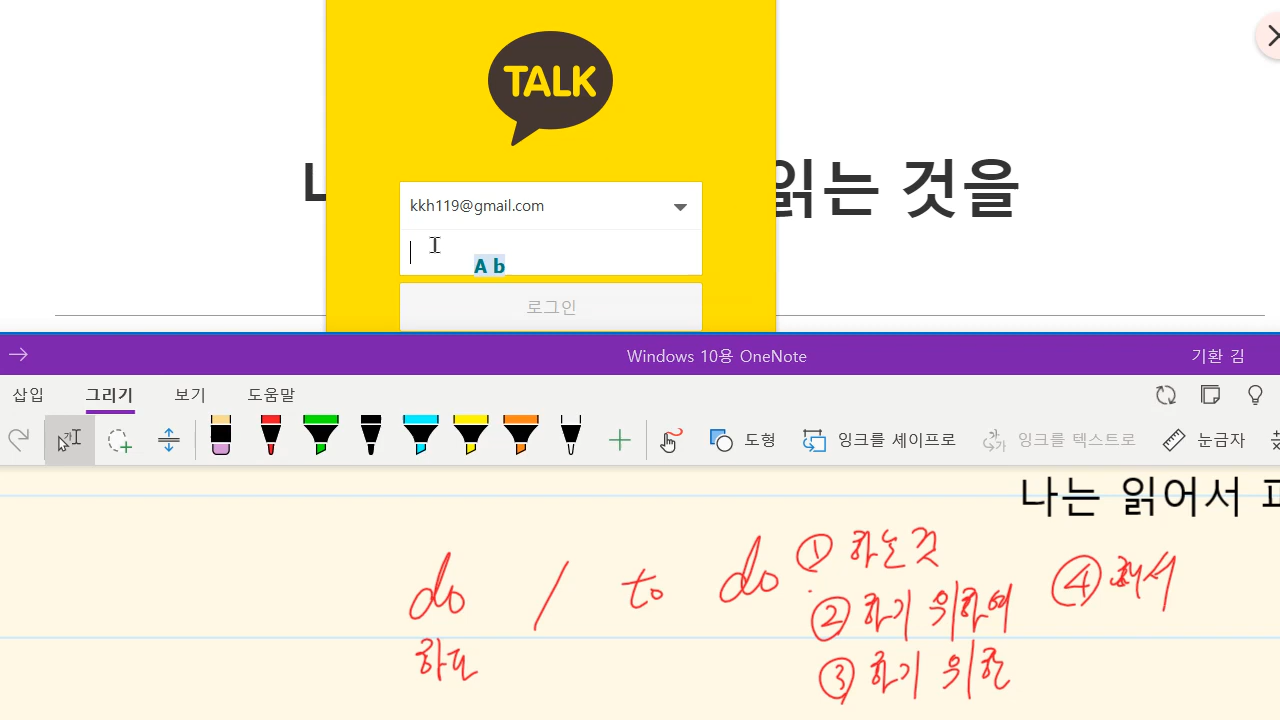 TALK
읽는 것을
kkh119@gmail.com
A b
로그인
Windows 10용 OneNote
기환 김
삽입 그리기 보기 도움말
도형 잉크를 셰이프로 잉크를 텍스트로 눈금자
나는 읽어서
do / to do ① 하는것 ④ 해서
② 하기 위하여
하다
③ 하기 위한